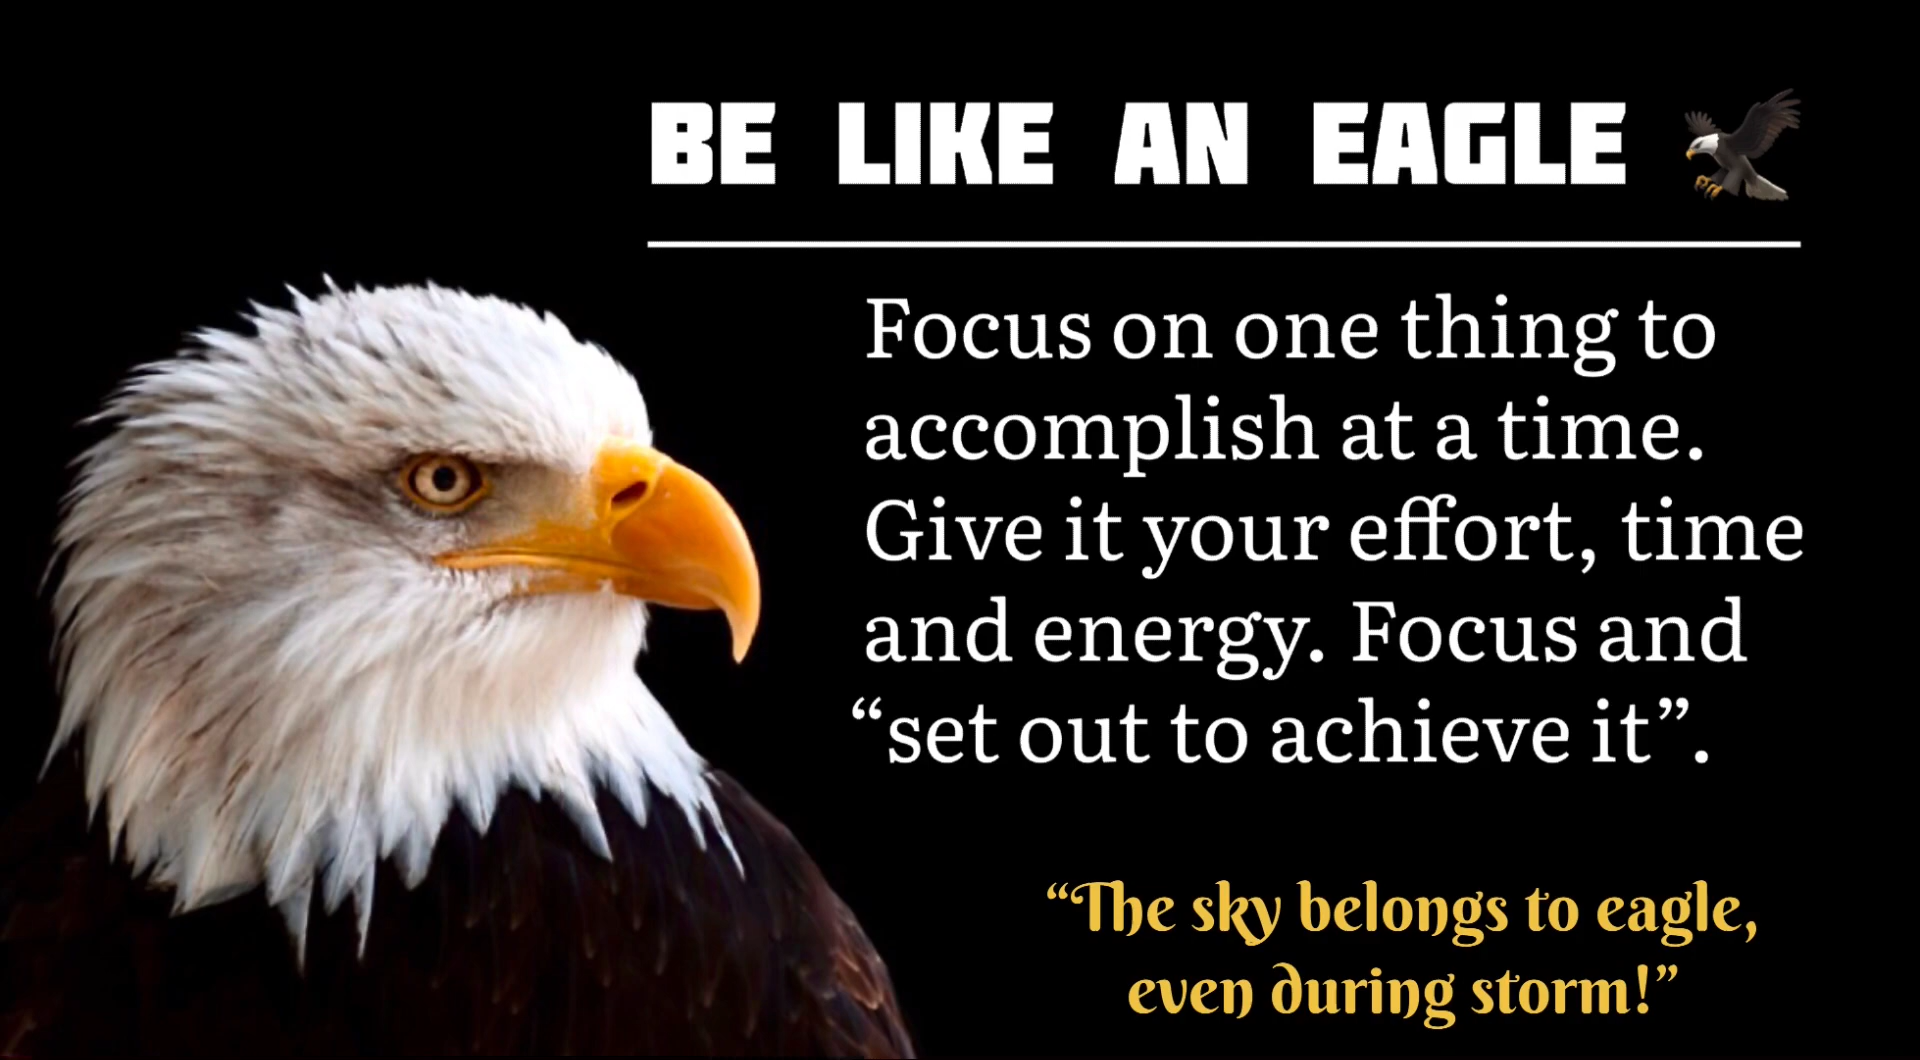 BE LIKE AN EAGLE 🦅
Focus on one thing to
accomplish at a time.
Give it your effort, time
and energy. Focus and
“set out to achieve it”.
“The sky belongs to eagle,
even during storm!”